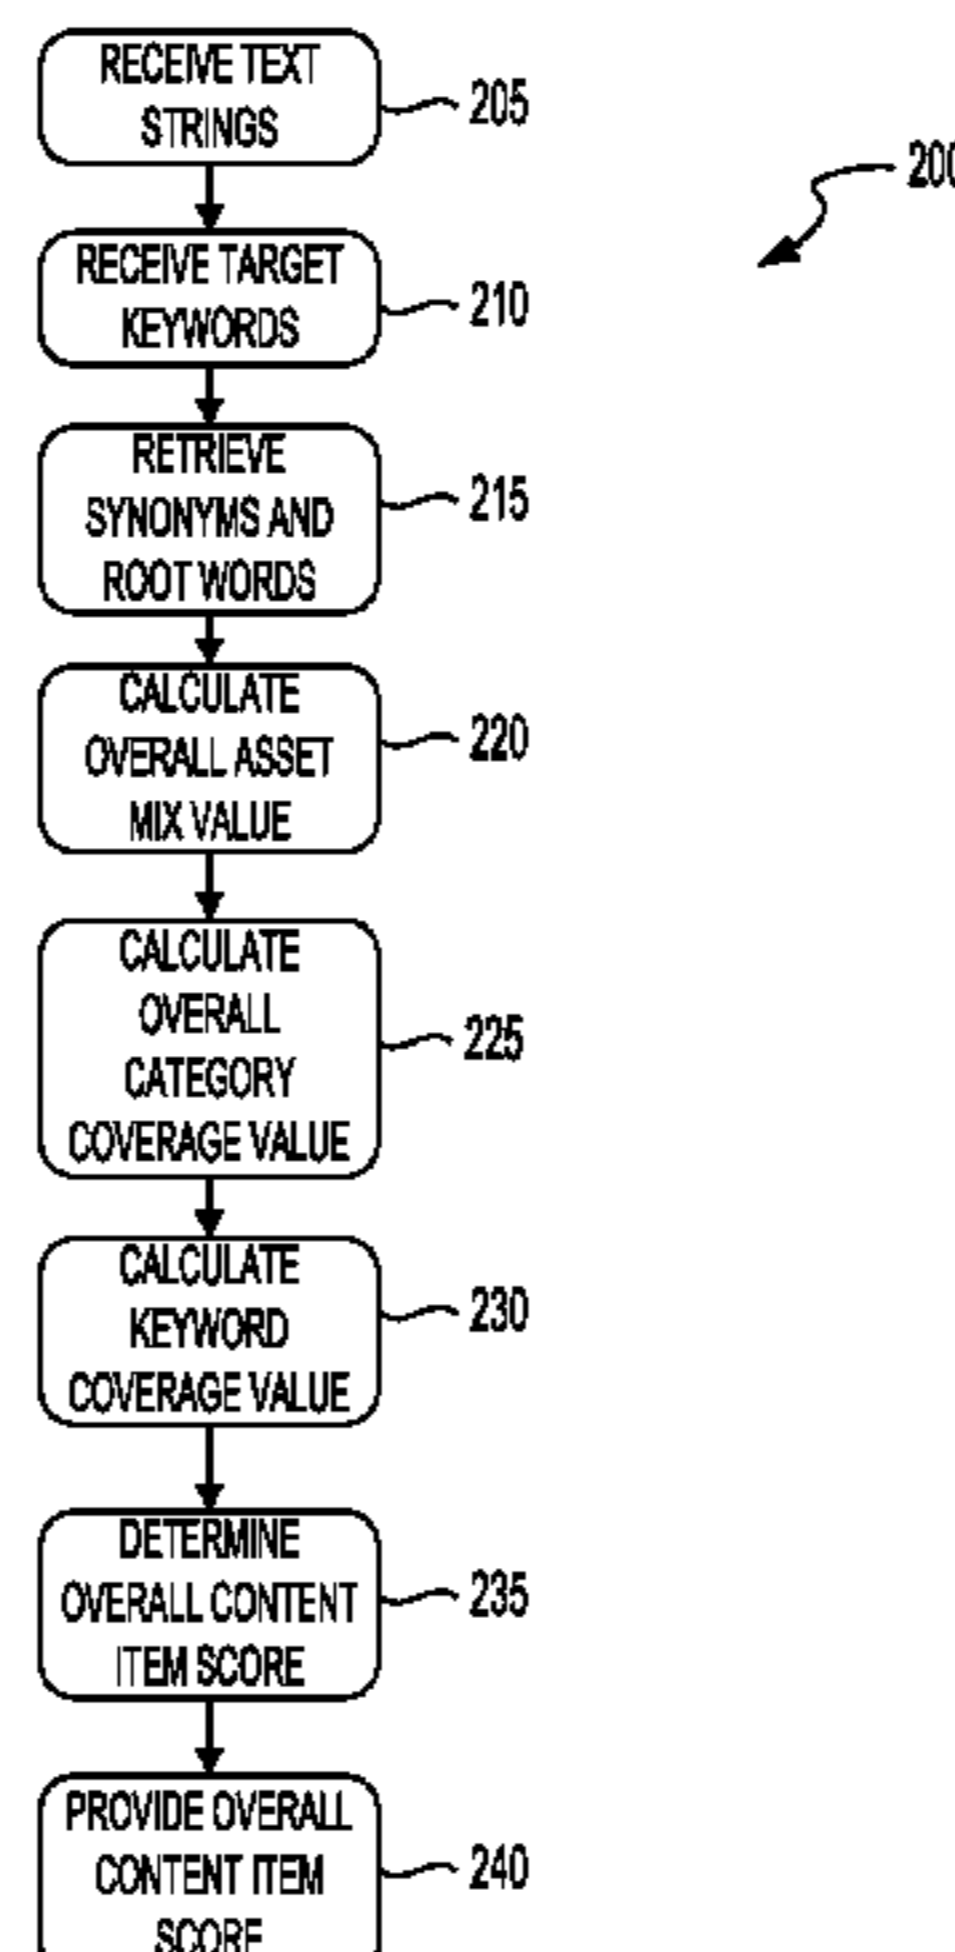 RECEIVE TEXT
STRINGS
205
200
RECEIVE TARGET
KEYWORDS
210
RETRIEVE
SYNONYMS AND
ROOT WORDS
215
CALCULATE
OVERALL ASSET
MIX VALUE
220
CALCULATE
OVERALL
CATEGORY
COVERAGE VALUE
225
CALCULATE
KEYWORD
COVERAGE VALUE
230
DETERMINE
OVERALL CONTENT
ITEM SCORE
235
PROVIDE OVERALL
CONTENT ITEM
SCORE
240